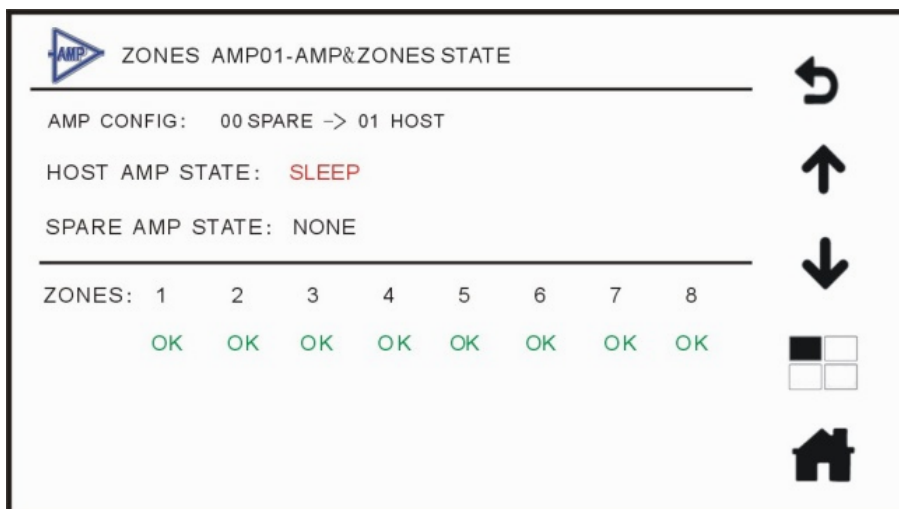 AMP
ZONES AMP01-AMP&ZONES STATE
AMP CONFIG: 00 SPARE -> 01 HOST
HOST AMP STATE: SLEEP
SPARE AMP STATE: NONE
ZONES: 1 2 3 4 5 6 7 8
OK OK OK OK OK OK OK OK